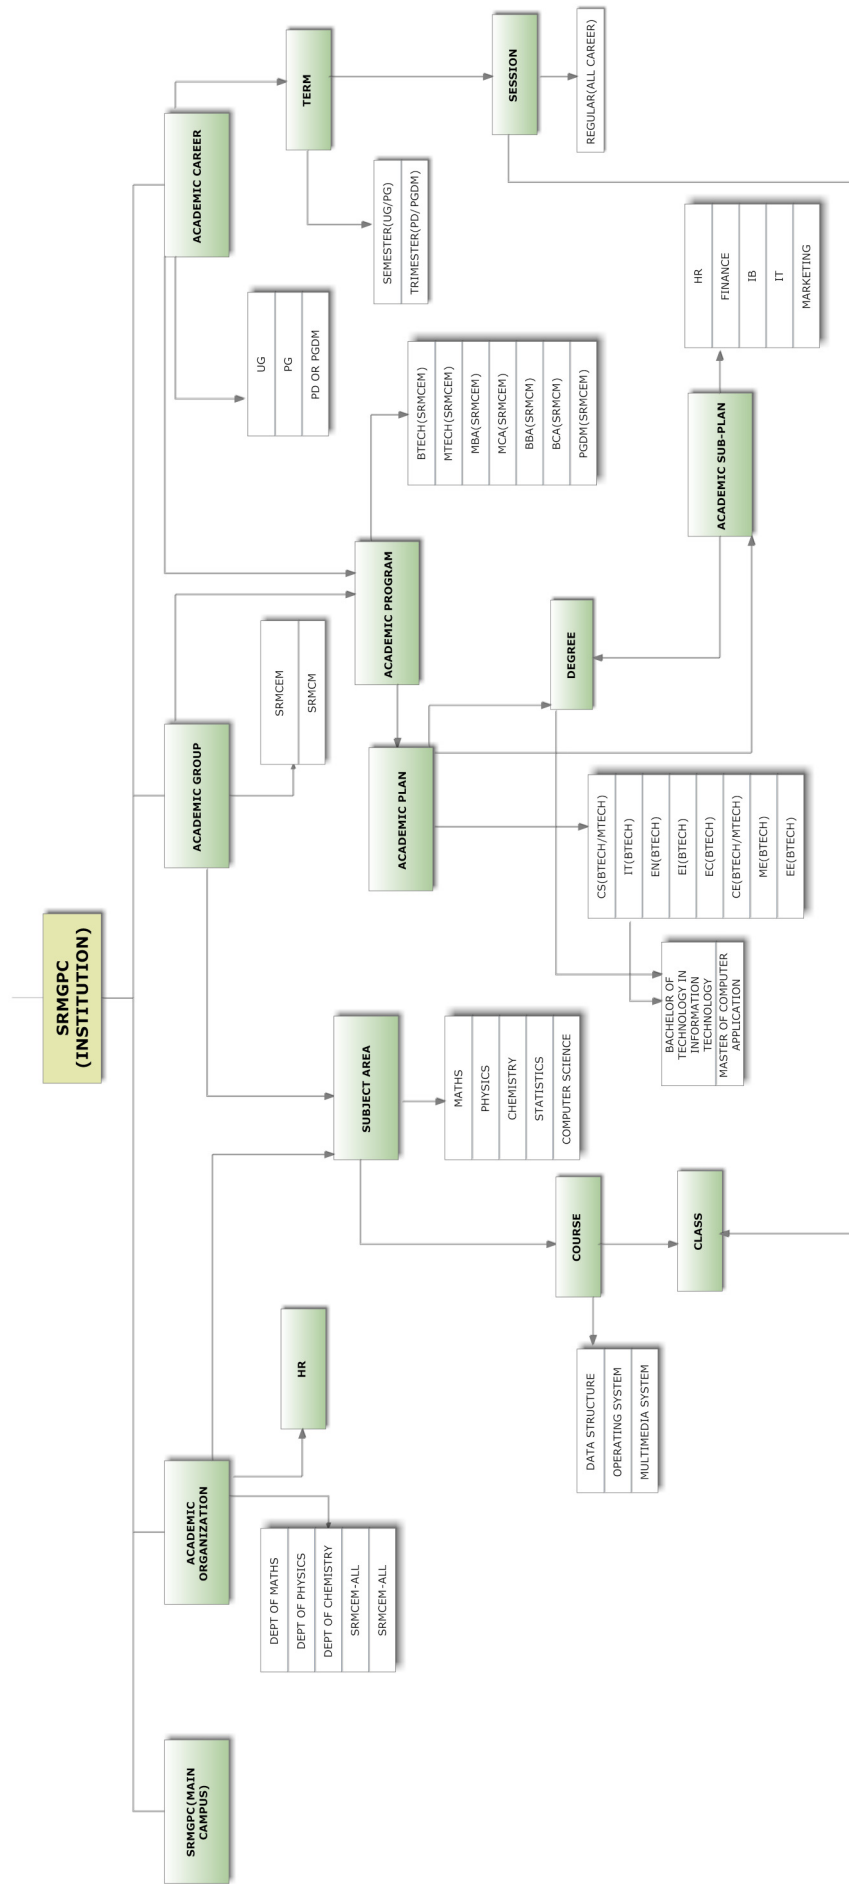 SRMGPC
(INSTITUTION)
SRMGPC(MAIN
CAMPUS)
ACADEMIC
ORGANIZATION
ACADEMIC GROUP
ACADEMIC CAREER
DEPT OF MATHS
DEPT OF PHYSICS
DEPT OF CHEMISTRY
SRMCEM-ALL
SRMCEM-ALL
HR
SRMCEM
SRMCM
UG
PG
PD OR PGDM
TERM
SEMESTER(UG/PG)
TRIMESTER(PD/PGDM)
SESSION
REGULAR(ALL CAREER)
SUBJECT AREA
MATHS
PHYSICS
CHEMISTRY
STATISTICS
COMPUTER SCIENCE
ACADEMIC PROGRAM
BTECH(SRMCEM)
MTECH(SRMCEM)
MBA(SRMCEM)
MCA(SRMCEM)
BBA(SRMCM)
BCA(SRMCM)
PGDM(SRMCEM)
ACADEMIC PLAN
CS(BTECH/MTECH)
IT(BTECH)
EN(BTECH)
EI(BTECH)
EC(BTECH)
CE(BTECH/MTECH)
ME(BTECH)
EE(BTECH)
DEGREE
BACHELOR OF
TECHNOLOGY IN
INFORMATION
TECHNOLOGY
MASTER OF COMPUTER
APPLICATION
ACADEMIC SUB-PLAN
HR
FINANCE
IB
IT
MARKETING
COURSE
DATA STRUCTURE
OPERATING SYSTEM
MULTIMEDIA SYSTEM
CLASS